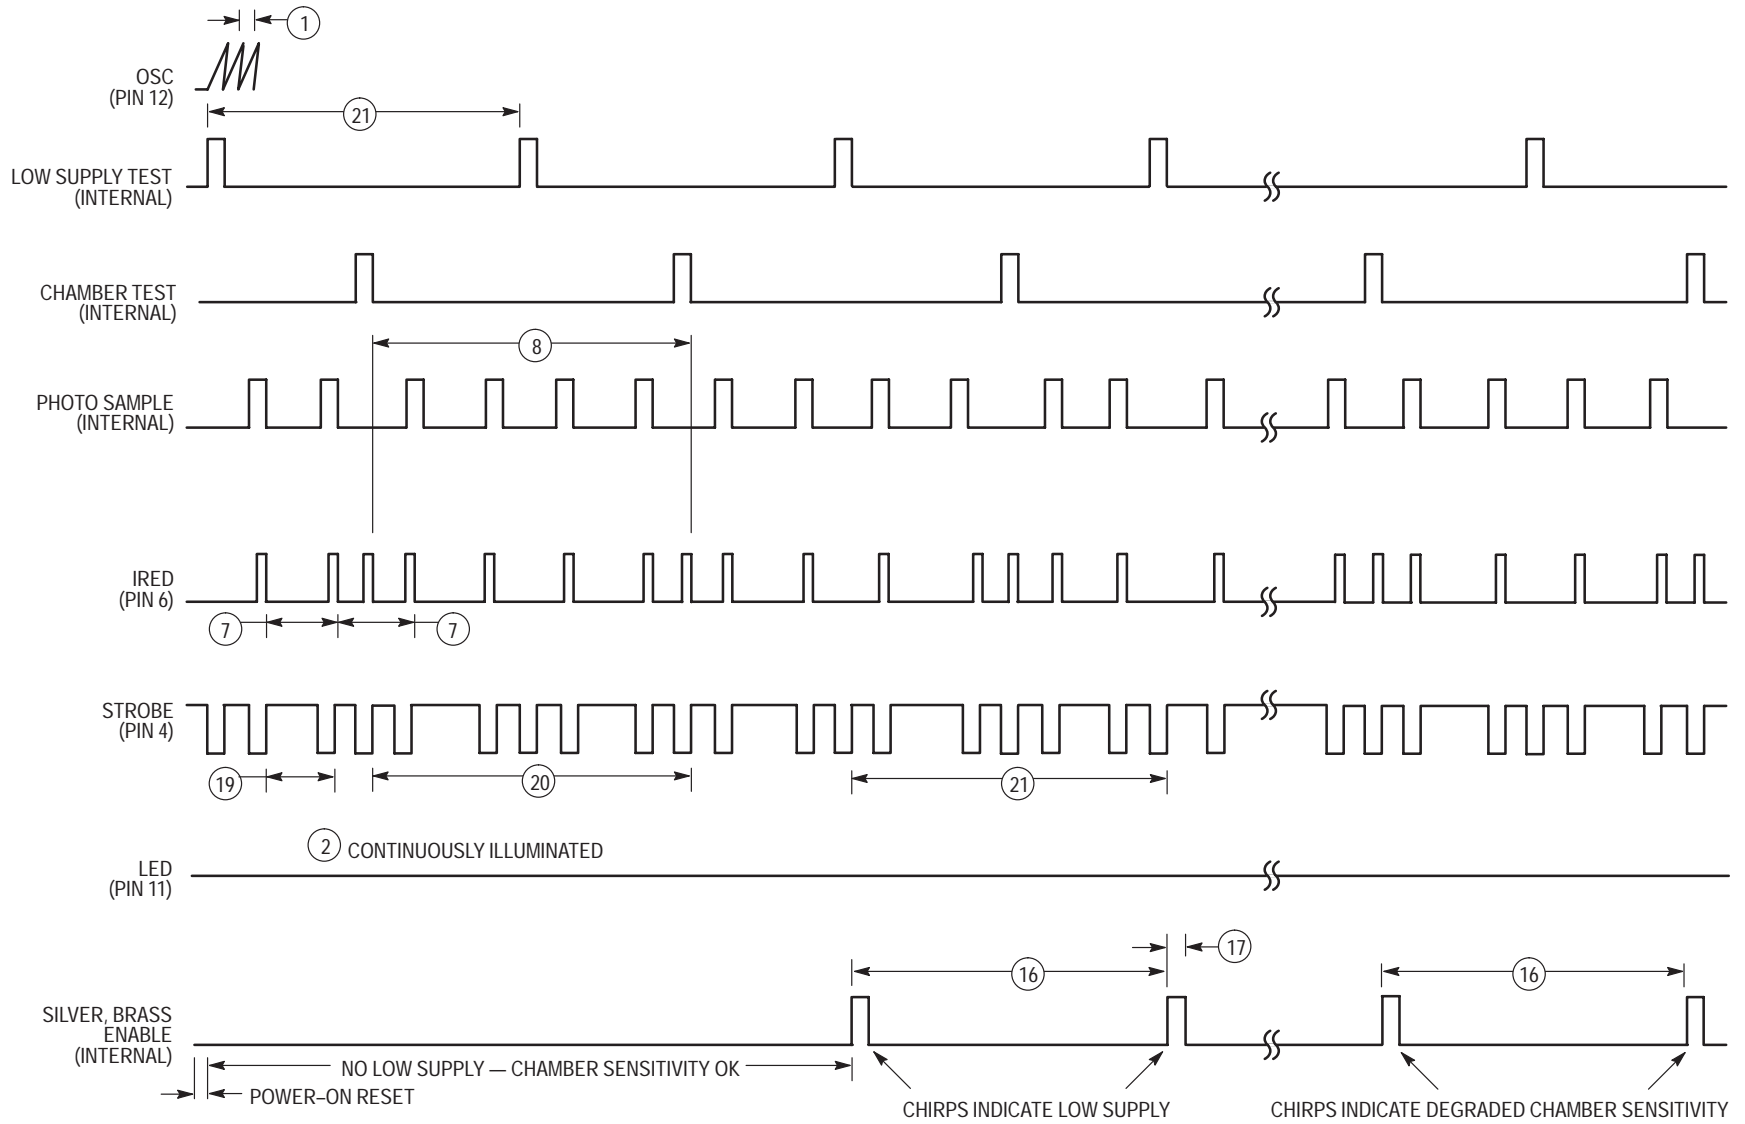 1
OSC
(PIN 12)
21
LOW SUPPLY TEST
(INTERNAL)
CHAMBER TEST
(INTERNAL)
8
PHOTO SAMPLE
(INTERNAL)
IRED
(PIN 6)
7
7
STROBE
(PIN 4)
19
20
21
2 CONTINUOUSLY ILLUMINATED
LED
(PIN 11)
17
16
16
SILVER, BRASS
ENABLE
(INTERNAL)
NO LOW SUPPLY — CHAMBER SENSITIVITY OK
POWER–ON RESET
CHIRPS INDICATE LOW SUPPLY
CHIRPS INDICATE DEGRADED CHAMBER SENSITIVITY